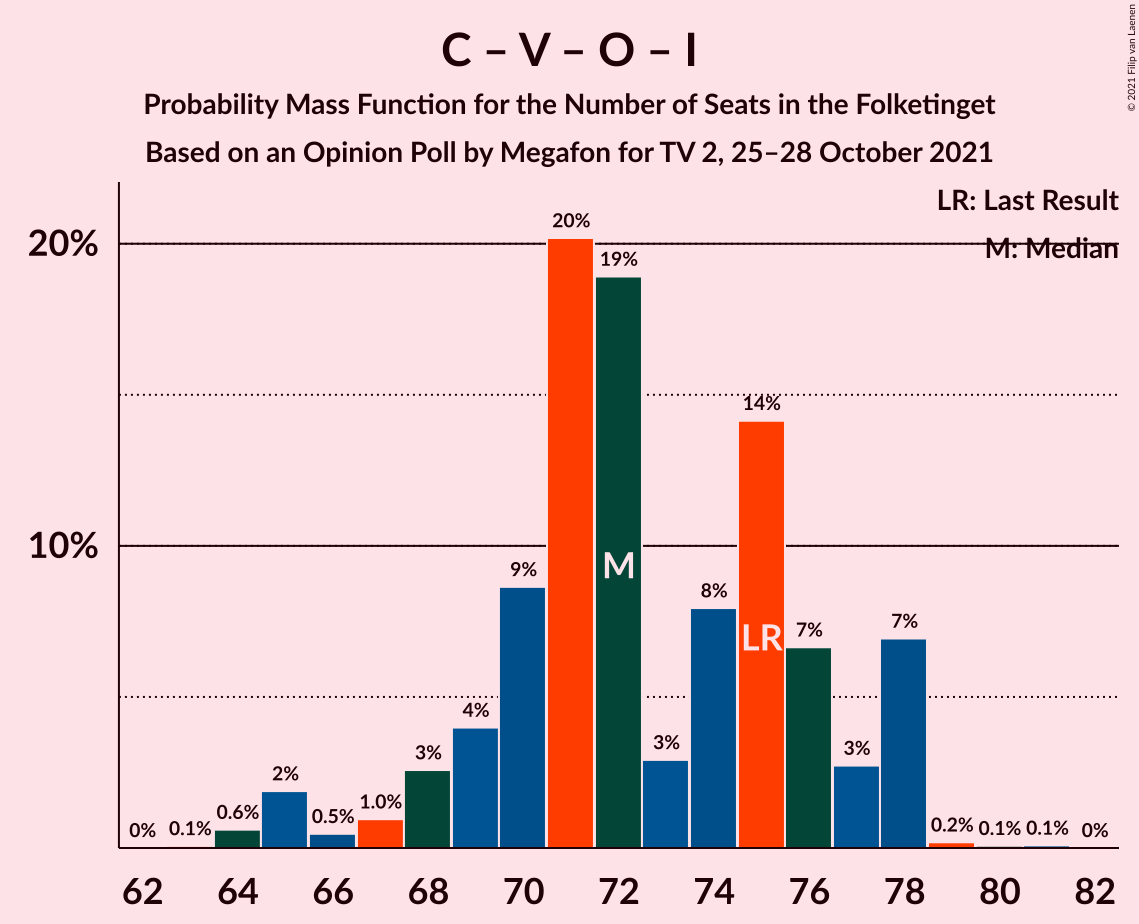 C – V – O – I
Probability Mass Function for the Number of Seats in the Folketinget
Based on an Opinion Poll by Megafon for TV 2, 25–28 October 2021
© 2021 Filip van Laenen
LR: Last Result
M: Median
20%
10%
0%
0.1%
0.6%
2%
0.5%
1.0%
3%
4%
9%
20%
19%
3%
8%
14%
7%
3%
7%
0.2%
0.1%
0.1%
0%
M
LR
62 64 66 68 70 72 74 76 78 80 82